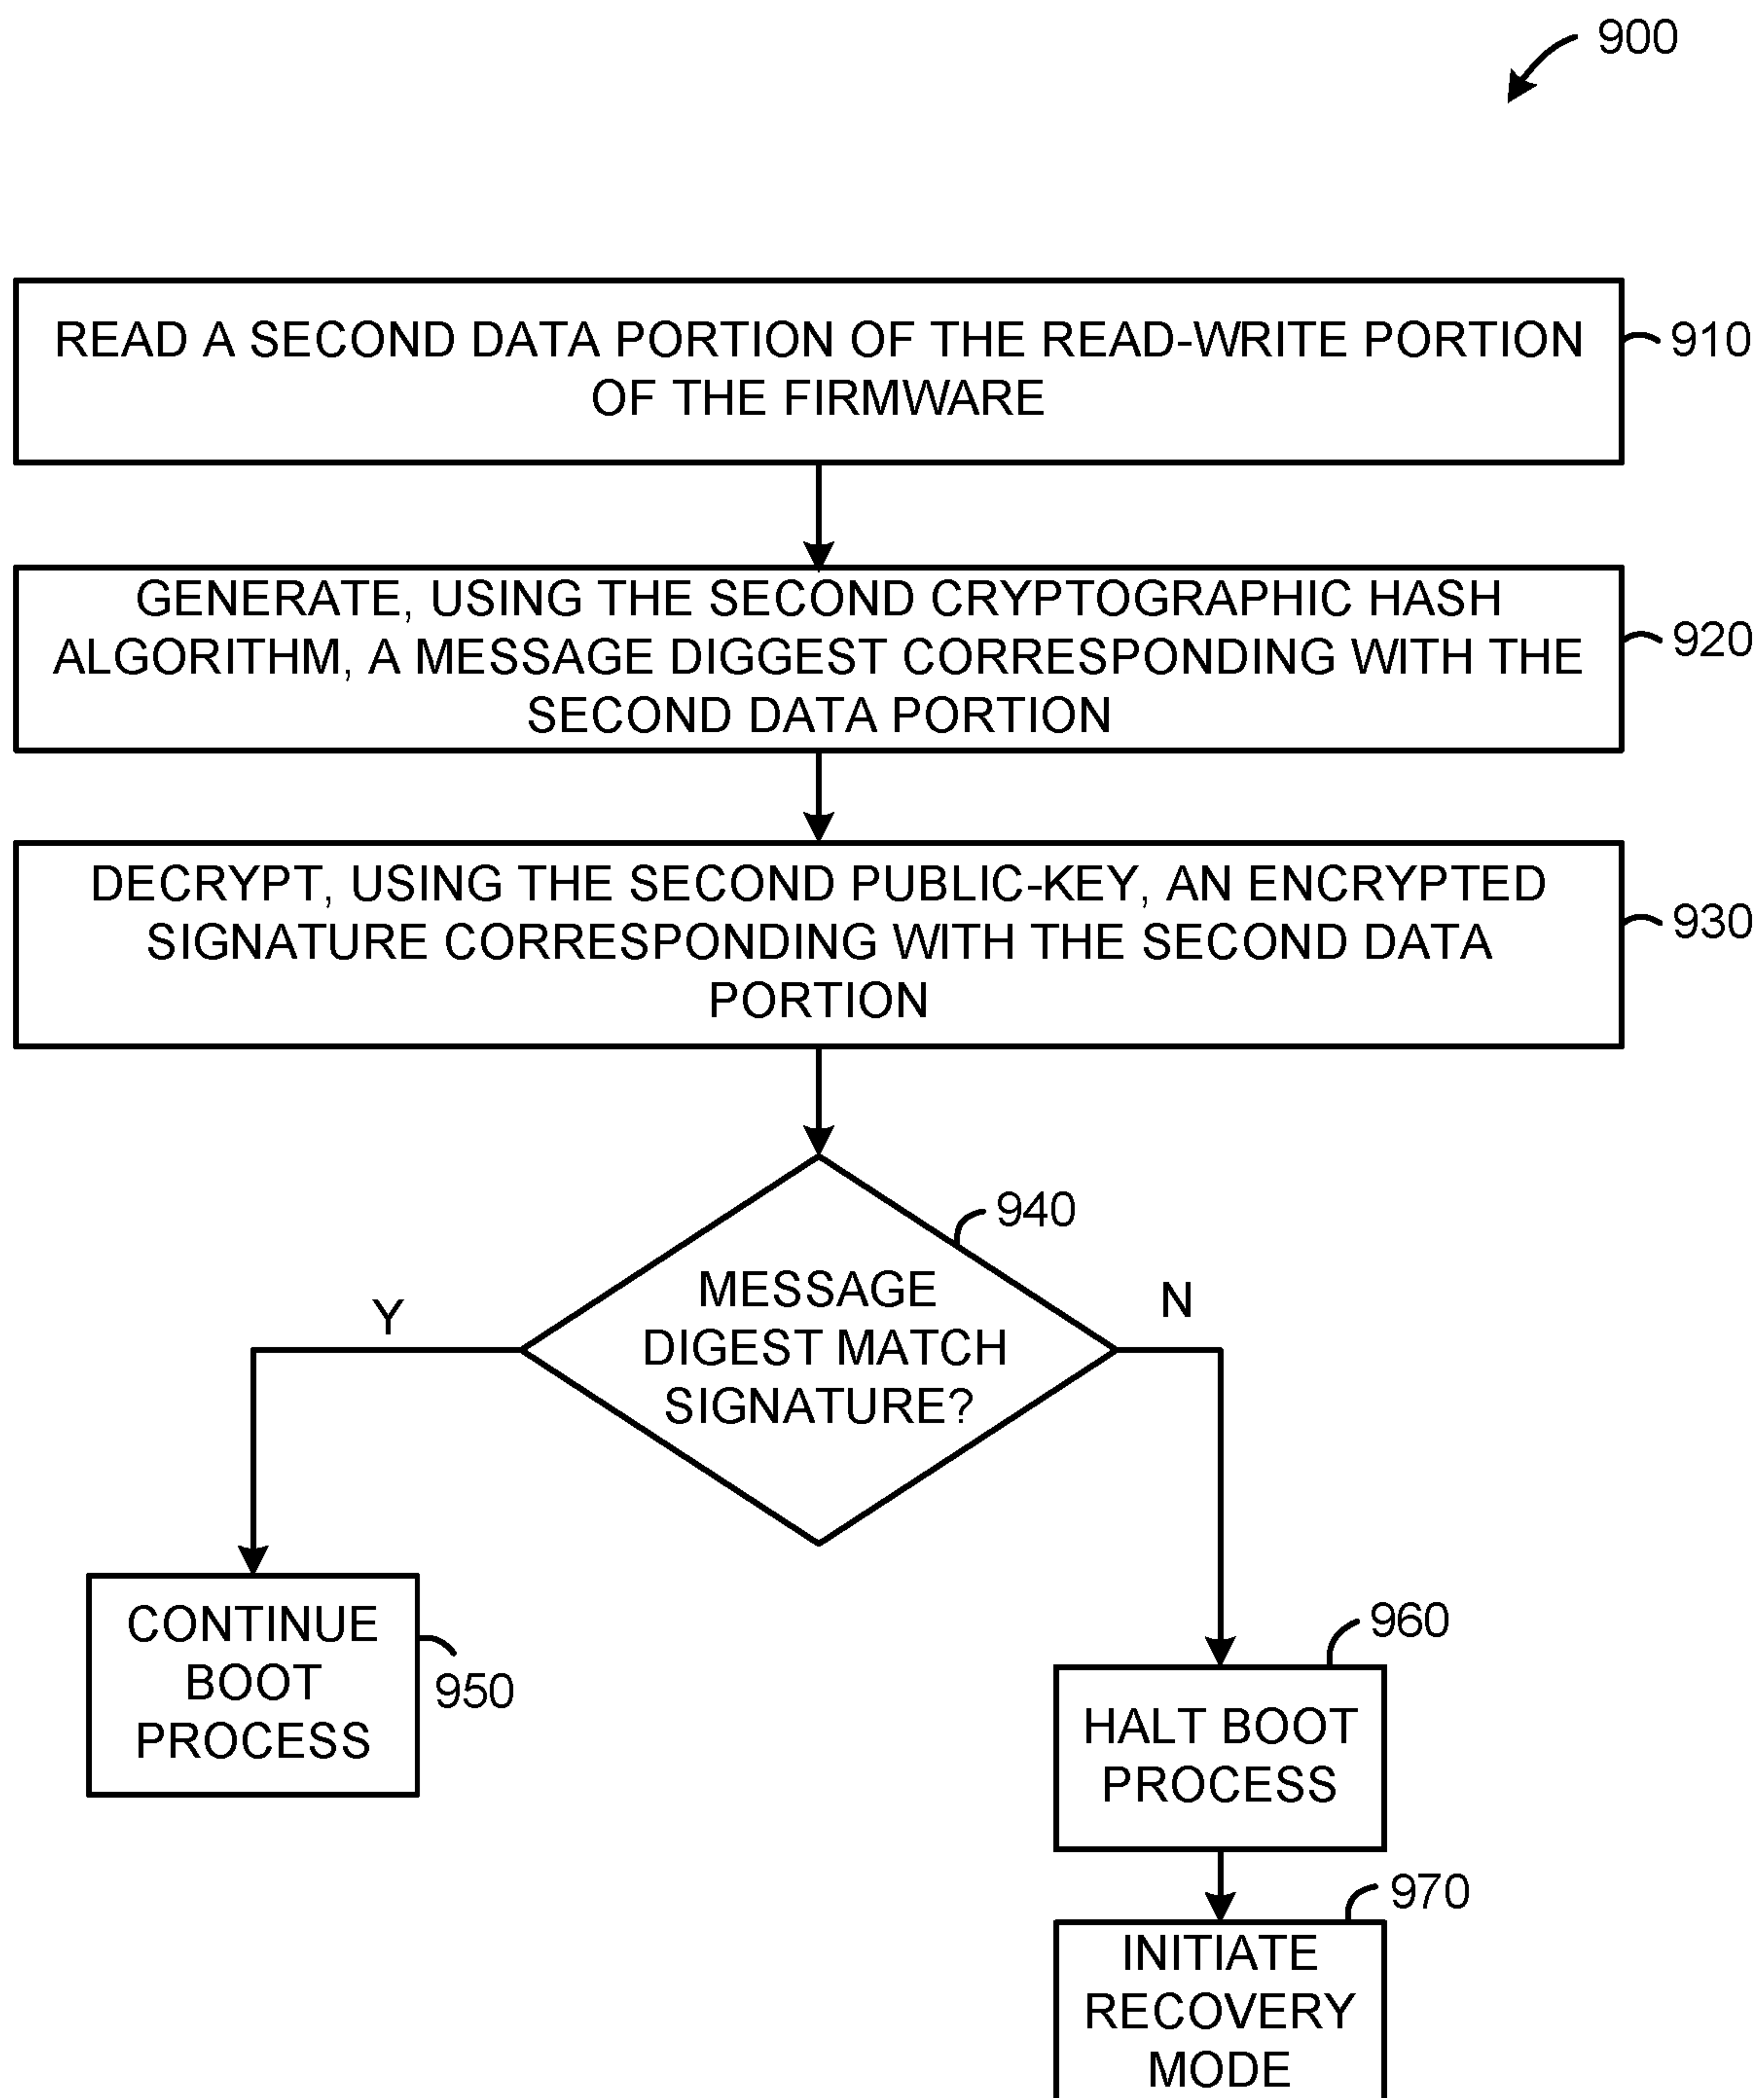 900
READ A SECOND DATA PORTION OF THE READ-WRITE PORTION
OF THE FIRMWARE
910
GENERATE, USING THE SECOND CRYPTOGRAPHIC HASH
ALGORITHM, A MESSAGE DIGGEST CORRESPONDING WITH THE
SECOND DATA PORTION
920
DECRYPT, USING THE SECOND PUBLIC-KEY, AN ENCRYPTED
SIGNATURE CORRESPONDING WITH THE SECOND DATA
PORTION
930
940
MESSAGE
DIGEST MATCH
SIGNATURE?
Y
N
CONTINUE
BOOT
PROCESS
950
960
HALT BOOT
PROCESS
970
INITIATE
RECOVERY
MODE